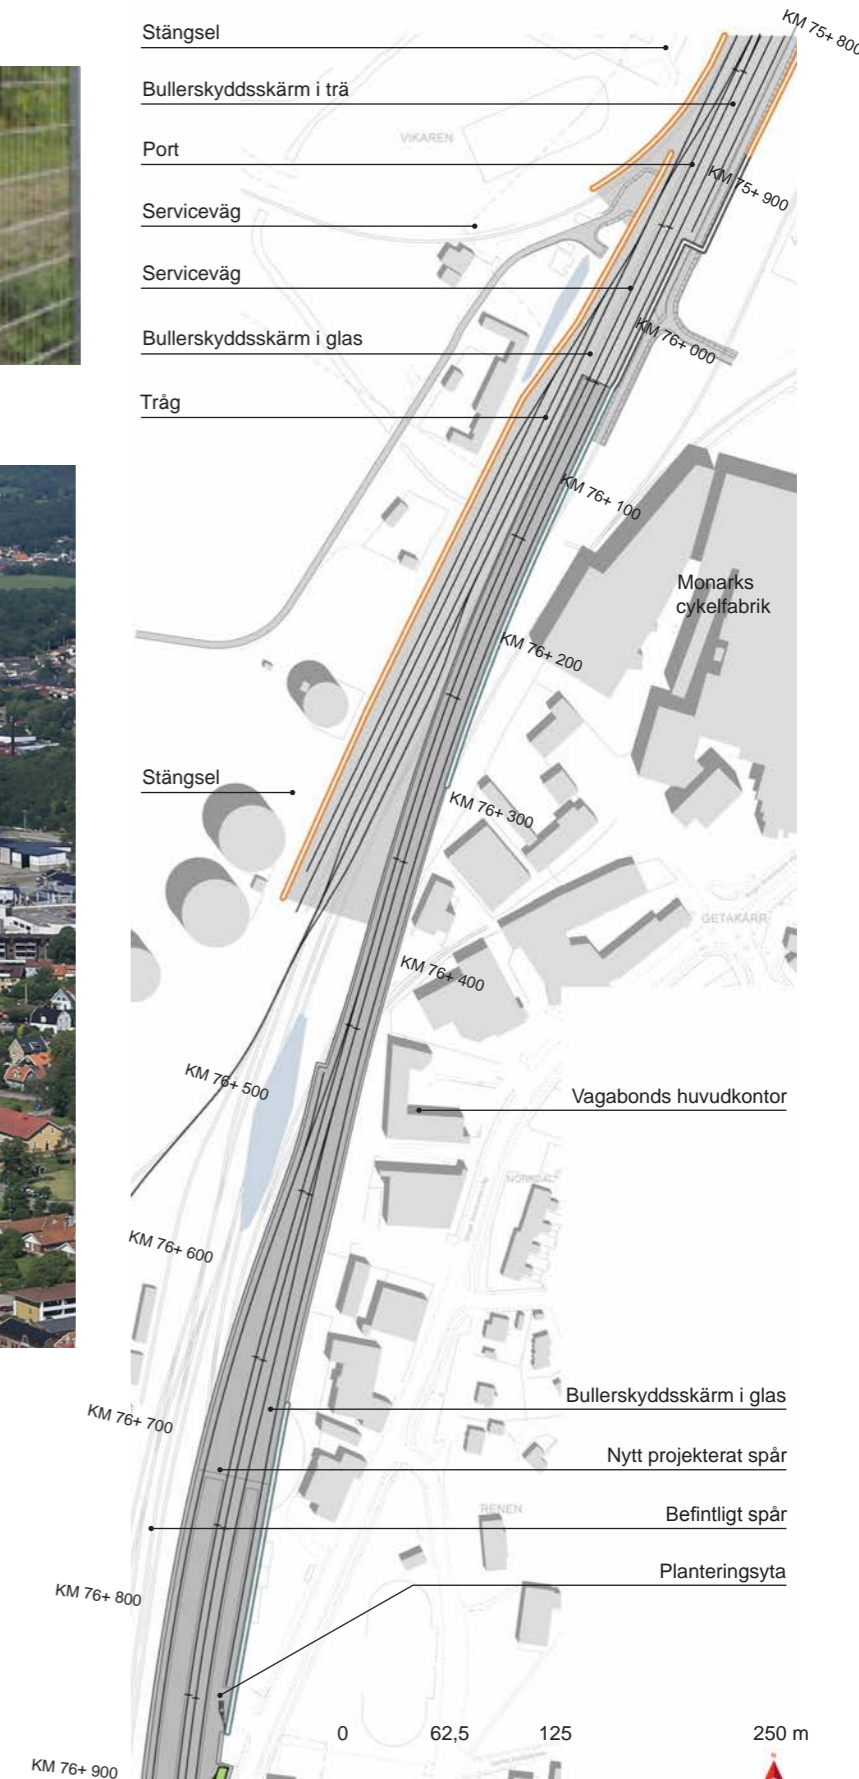 KM 75+ 800
Stängsel
Bullerskyddsskärm i trä
VIKAREN
Port
KM 75+ 900
Serviceväg
Serviceväg
KM 76+ 000
Bullerskyddsskärm i glas
Tråg
KM 76+ 100
Monarks
cykelfabrik
KM 76+ 200
Stängsel
KM 76+ 300
GETAKÄRR
KM 76+ 400
KM 76+ 500
Vagabonds huvudkontor
NORRDAL
KM 76+ 600
Bullerskyddsskärm i glas
KM 76+ 700
Nytt projekterat spår
RENEN
Befintligt spår
Planteringsyta
KM 76+ 800
0 62,5 125 250 m
KM 76+ 900
N